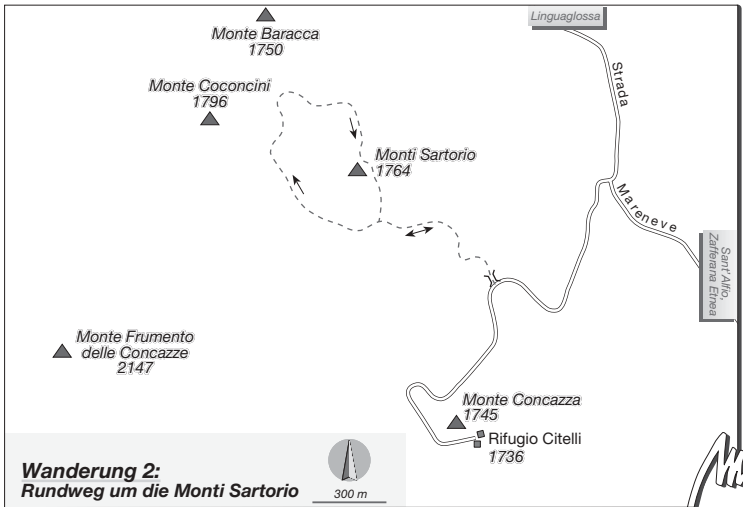 Linguaglossa
Monte Baracca
1750
Strada
Monte Coconcini
1796
Monti Sartorio
1764
Mareneve
Sant'Alfio,
Zafferana Etnea
Monte Frumento
delle Concazze
2147
Monte Concazza
1745
Rifugio Citelli
1736
Wanderung 2:
Rundweg um die Monti Sartorio
300 m